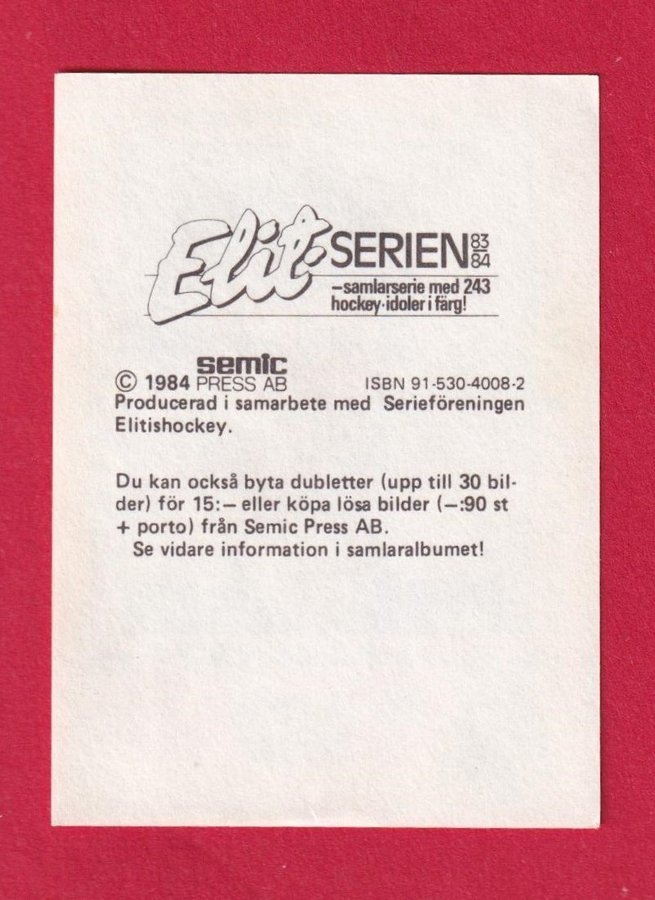 Elit-SERIEN 83/84
–samlarserie med 243
hockey-idoler i färg!
semic
© 1984 PRESS AB ISBN 91-530-4008-2
Producerad i samarbete med Serieföreningen
Elitishockey.
Du kan också byta dubletter (upp till 30 bil-
der) för 15:– eller köpa lösa bilder (–:90 st
+ porto) från Semic Press AB.
Se vidare information i samlaralbumet!